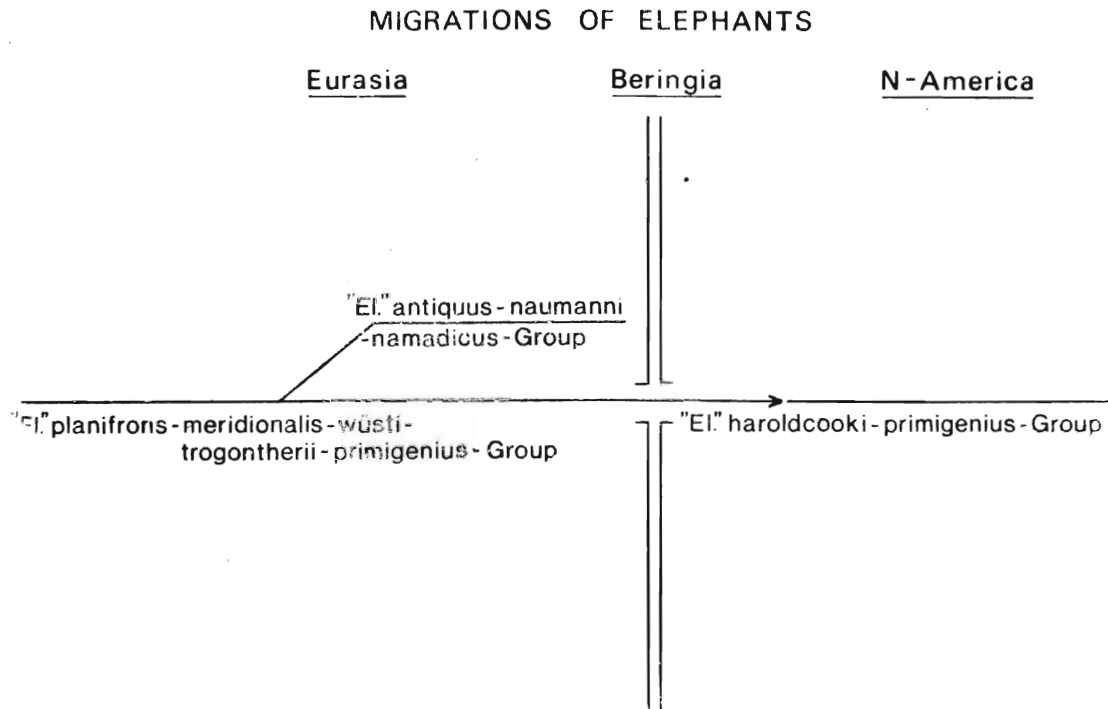 MIGRATIONS OF ELEPHANTS
Eurasia
Beringia
N-America
"El." antiquus-naumanni
-namadicus-Group
"El." planifrons-meridionalis-wüsti-
trogontherii-primigenius-Group
"El." haroldcooki-primigenius-Group